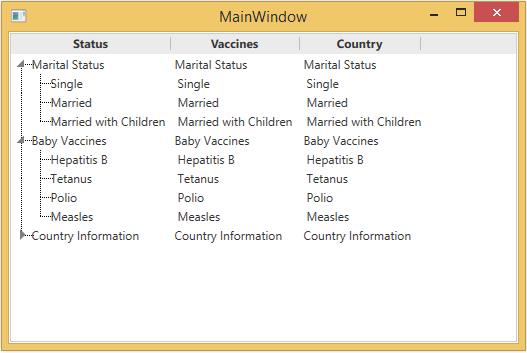 MainWindow
Status Vaccines Country
Marital Status Marital Status Marital Status
Single Single Single
Married Married Married
Married with Children Married with Children Married with Children
Baby Vaccines Baby Vaccines Baby Vaccines
Hepatitis B Hepatitis B Hepatitis B
Tetanus Tetanus Tetanus
Polio Polio Polio
Measles Measles Measles
Country Information Country Information Country Information